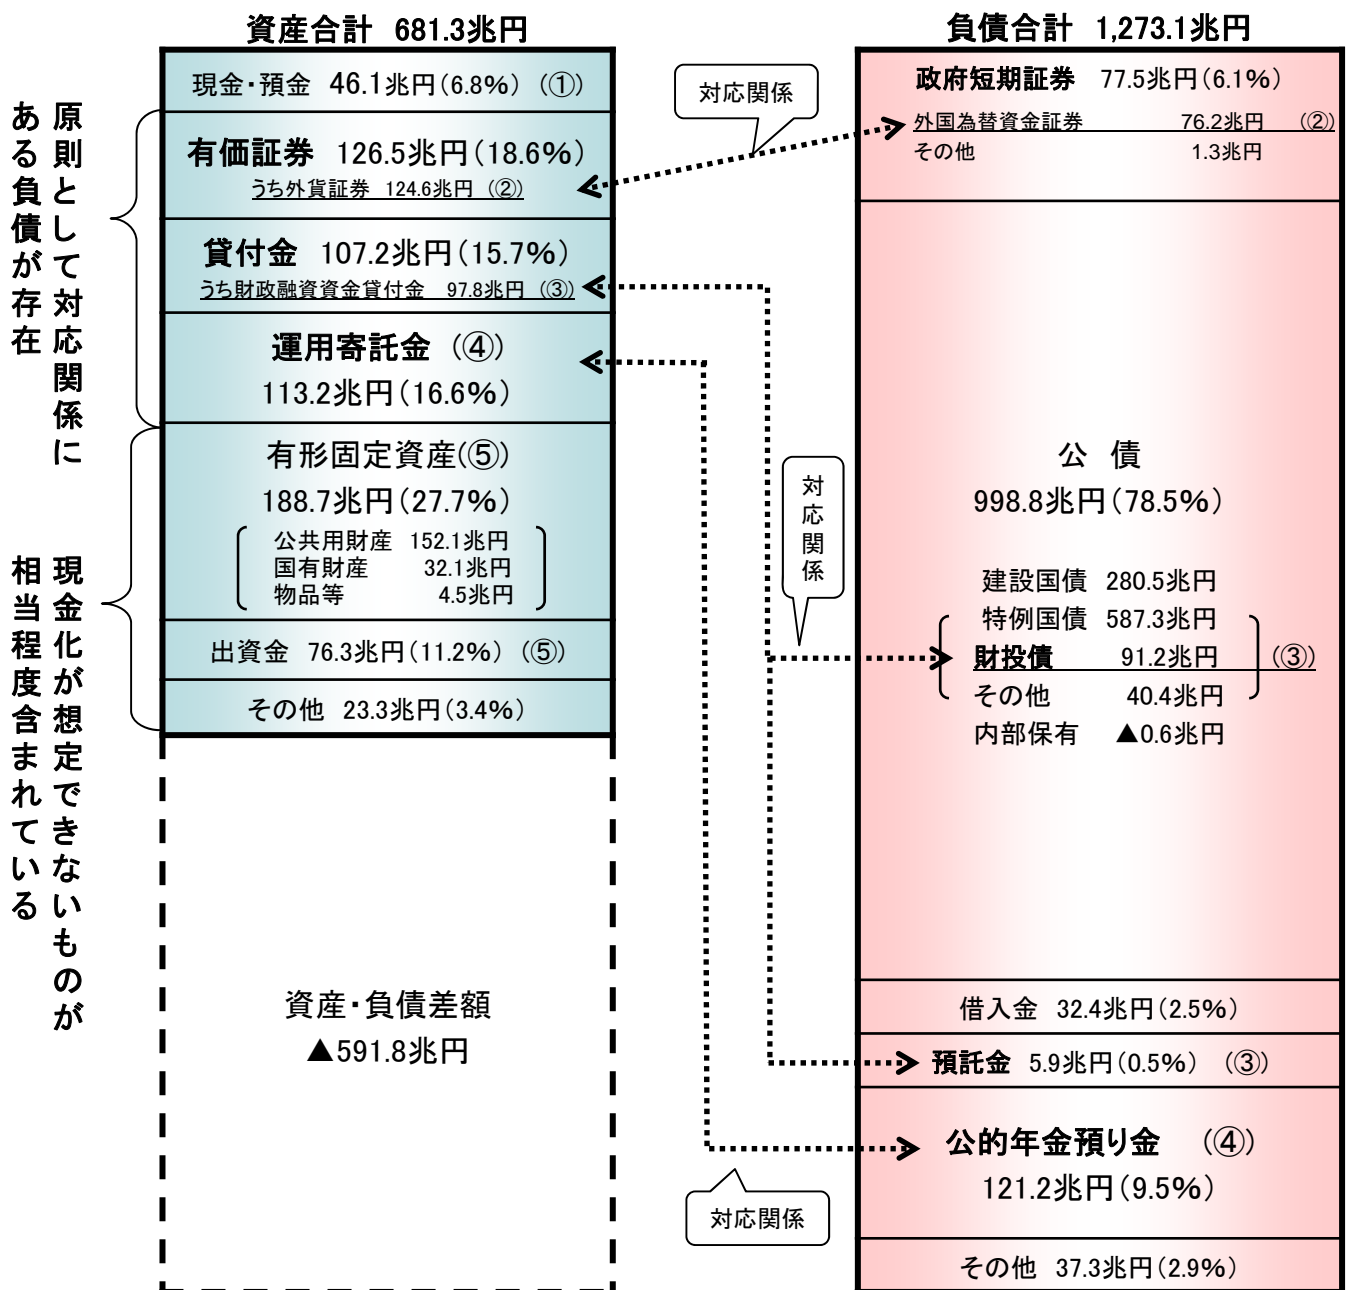 資産合計 681.3兆円
現金・預金 46.1兆円(6.8%) (①)
有価証券 126.5兆円(18.6%)
うち外貨証券 124.6兆円 (②)
貸付金 107.2兆円(15.7%)
うち財政融資資金貸付金 97.8兆円 (③)
運用寄託金 (④)
113.2兆円(16.6%)
有形固定資産(⑤)
188.7兆円(27.7%)
公共用財産 152.1兆円
国有財産 32.1兆円
物品等 4.5兆円
出資金 76.3兆円(11.2%) (⑤)
その他 23.3兆円(3.4%)
資産・負債差額
▲591.8兆円
原則として対応関係に
ある負債が存在
現金化が想定できないものが
相当程度含まれている
対応関係
対応関係
対応関係
負債合計 1,273.1兆円
政府短期証券 77.5兆円(6.1%)
外国為替資金証券 76.2兆円 (②)
その他 1.3兆円
公 債
998.8兆円(78.5%)
建設国債 280.5兆円
特例国債 587.3兆円
財投債 91.2兆円 (③)
その他 40.4兆円
内部保有 ▲0.6兆円
借入金 32.4兆円(2.5%)
預託金 5.9兆円(0.5%) (③)
公的年金預り金 (④)
121.2兆円(9.5%)
その他 37.3兆円(2.9%)